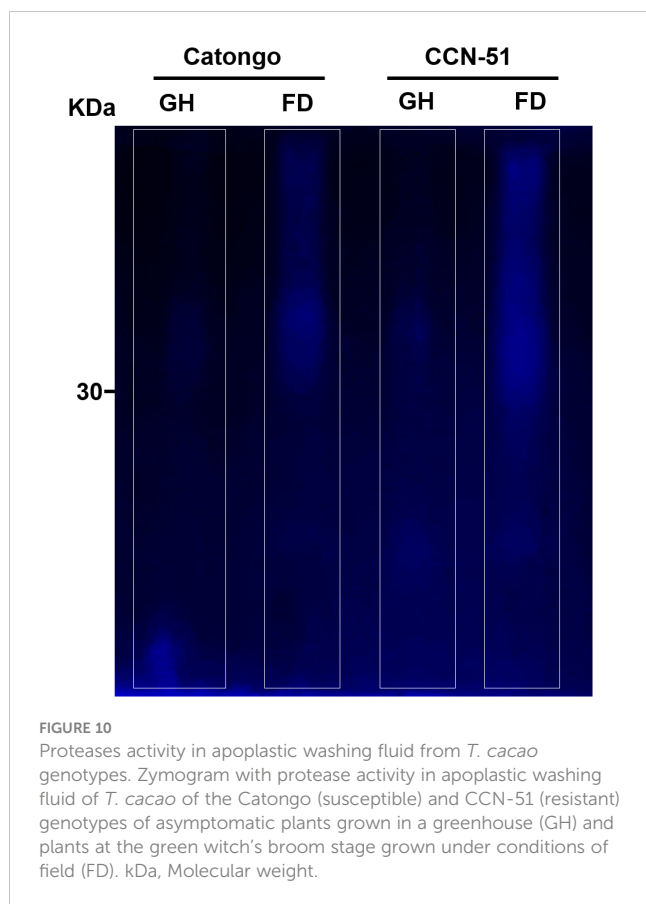 Catongo CCN-51
KDa GH FD GH FD
30
FIGURE 10
Proteases activity in apoplastic washing fluid from T. cacao
genotypes. Zymogram with protease activity in apoplastic washing
fluid of T. cacao of the Catongo (susceptible) and CCN-51 (resistant)
genotypes of asymptomatic plants grown in a greenhouse (GH) and
plants at the green witch’s broom stage grown under conditions of
field (FD). kDa, Molecular weight.